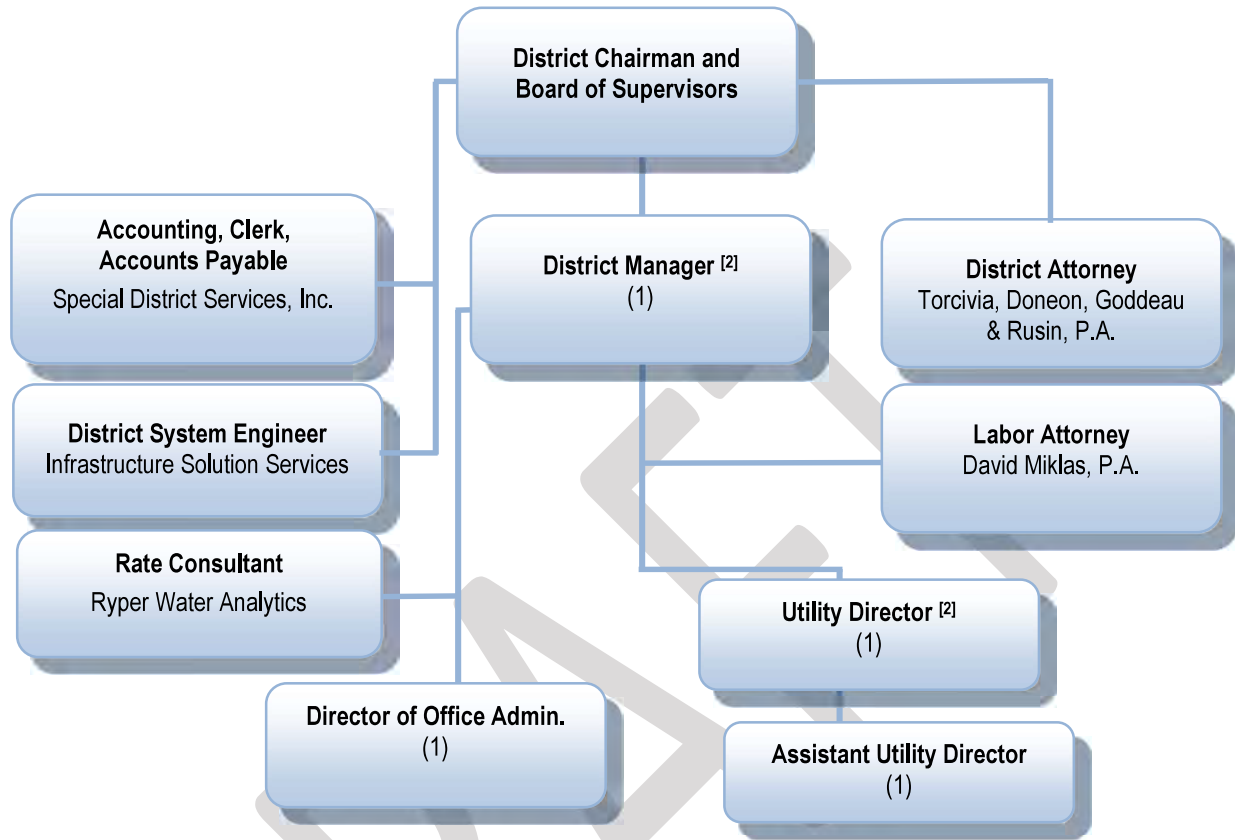 District Chairman and
Board of Supervisors
Accounting, Clerk,
Accounts Payable
Special District Services, Inc.
District Manager [2]
(1)
District Attorney
Torcivia, Doneon, Goddeau
& Rusin, P.A.
District System Engineer
Infrastructure Solution Services
Labor Attorney
David Miklas, P.A.
Rate Consultant
Ryper Water Analytics
Utility Director [2]
(1)
Director of Office Admin.
(1)
Assistant Utility Director
(1)